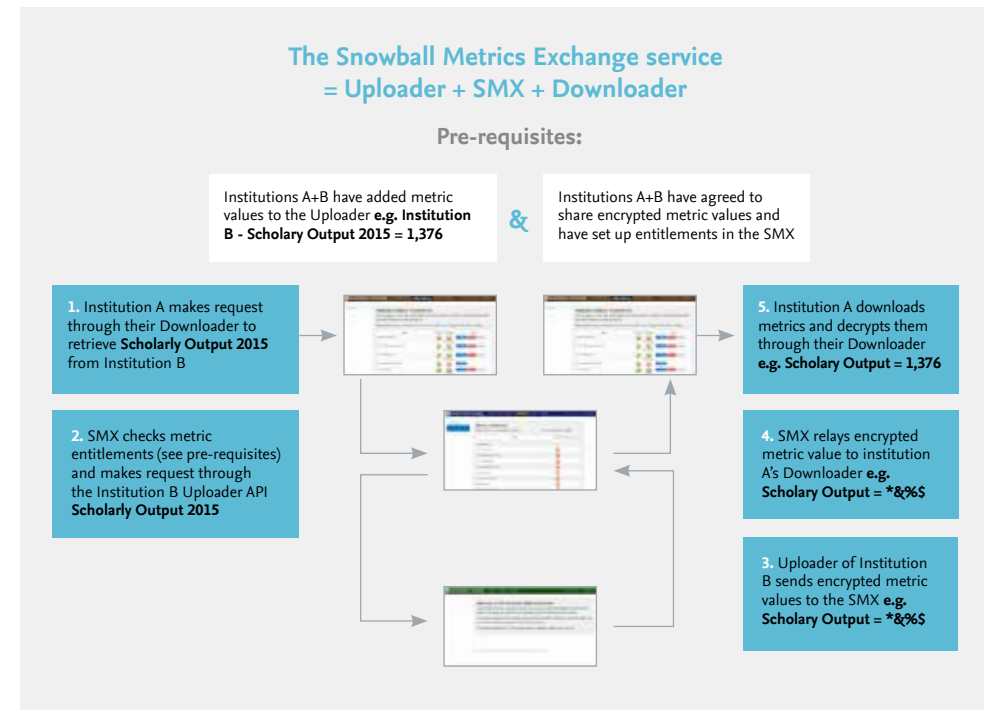 The Snowball Metrics Exchange service
= Uploader + SMX + Downloader
Pre-requisites:
Institutions A+B have added metric
values to the Uploader e.g. Institution
B - Scholary Output 2015 = 1,376
&
Institutions A+B have agreed to
share encrypted metric values and
have set up entitlements in the SMX
1. Institution A makes request
through their Downloader to
retrieve Scholarly Output 2015
from Institution B
2. SMX checks metric
entitlements (see pre-requisites)
and makes request through
the Institution B Uploader API
Scholarly Output 2015
5. Institution A downloads
metrics and decrypts them
through their Downloader
e.g. Scholary Output = 1,376
4. SMX relays encrypted
metric value to institution
A's Downloader e.g.
Scholary Output = *&%$
3. Uploader of Institution
B sends encrypted metric
values to the SMX e.g.
Scholary Output = *&%$